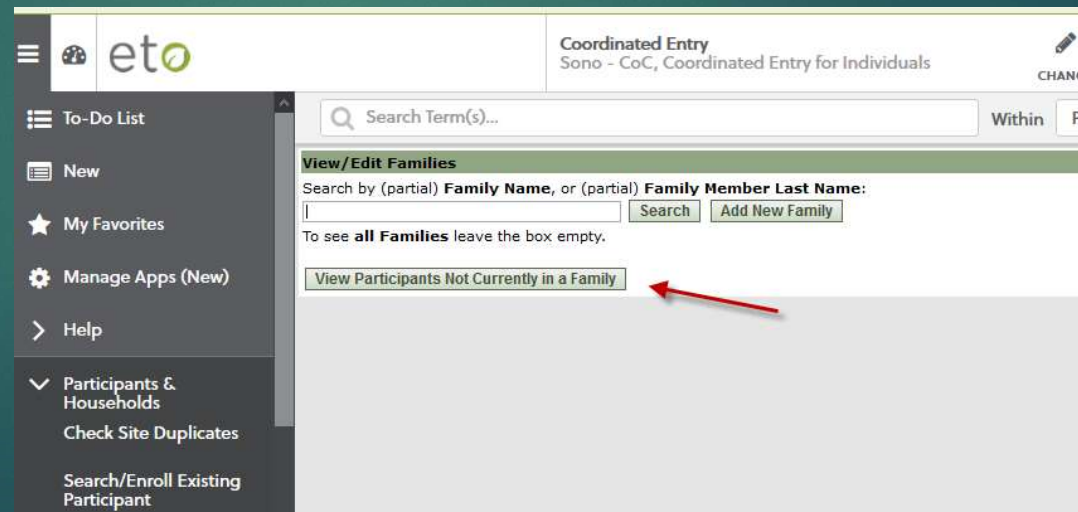 eto
Coordinated Entry
Sono - CoC, Coordinated Entry for Individuals
To-Do List
New
My Favorites
Manage Apps (New)
Help
Participants &
Households
Check Site Duplicates
Search/Enroll Existing
Participant
Search Term(s)...
Within
View/Edit Families
Search by (partial) Family Name, or (partial) Family Member Last Name:
Search
Add New Family
To see all Families leave the box empty.
View Participants Not Currently in a Family